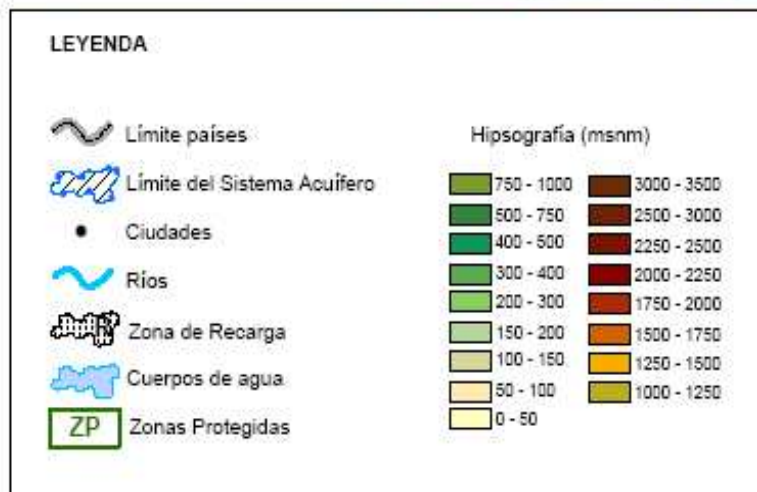 LEYENDA
Límite países
Límite del Sistema Acuífero
Ciudades
Ríos
Zona de Recarga
Cuerpos de agua
ZP Zonas Protegidas
Hipsografía (msnm)
750 - 1000
500 - 750
400 - 500
300 - 400
200 - 300
150 - 200
100 - 150
50 - 100
0 - 50
3000 - 3500
2500 - 3000
2250 - 2500
2000 - 2250
1750 - 2000
1500 - 1750
1250 - 1500
1000 - 1250